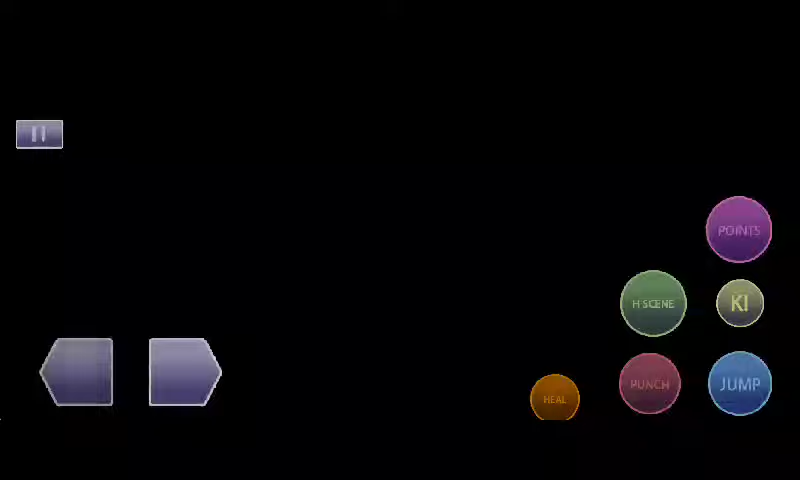 POINTS
H SCENE
KI
PUNCH
JUMP
HEAL